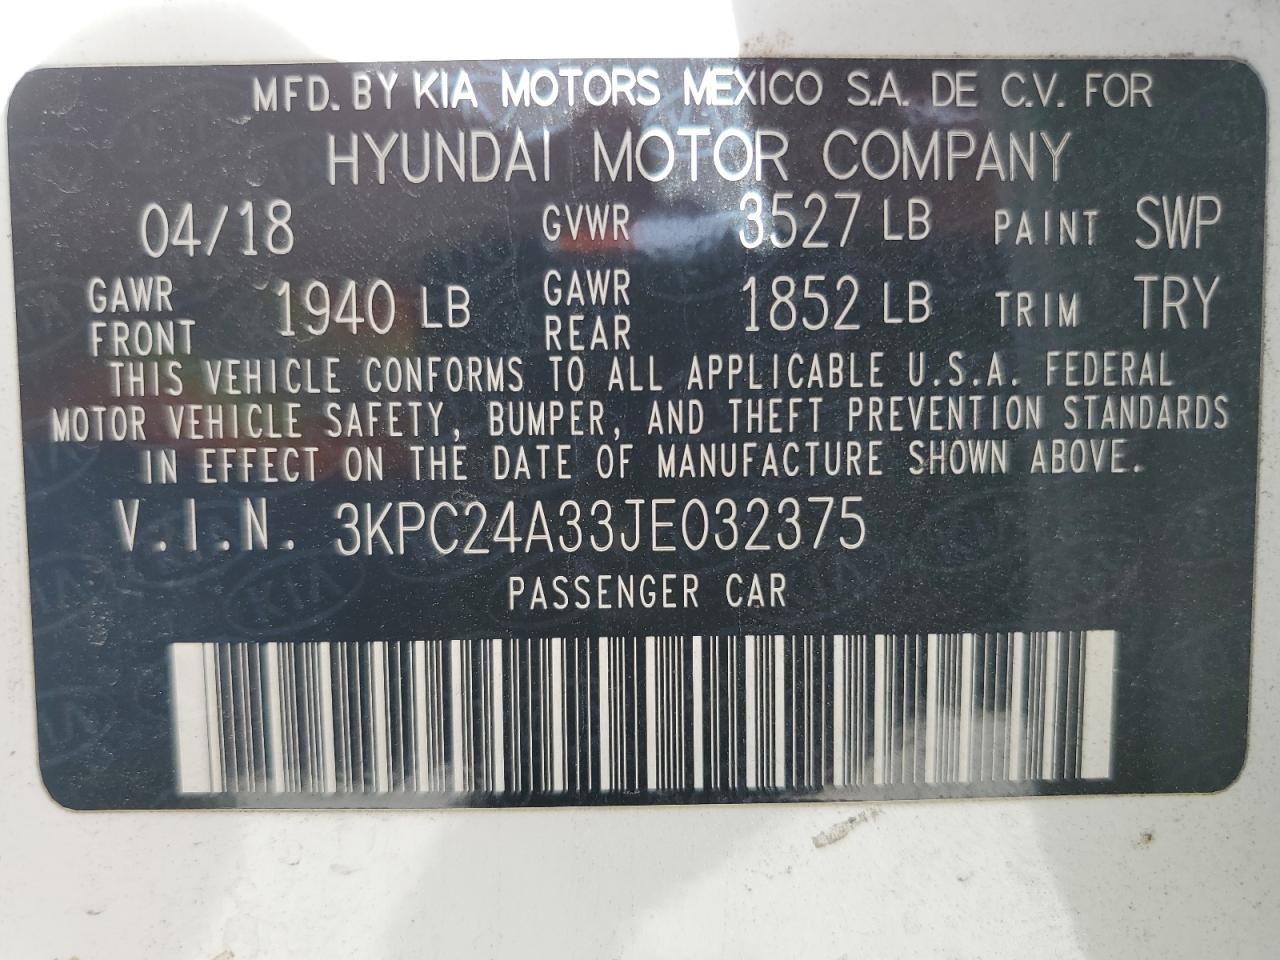 MFD. BY KIA MOTORS MEXICO S.A. DE C.V. FOR
HYUNDAI MOTOR COMPANY
04/18 GVWR 3527 LB PAINT SWP
GAWR FRONT 1940 LB GAWR REAR 1852 LB TRIM TRY
THIS VEHICLE CONFORMS TO ALL APPLICABLE U.S.A. FEDERAL
MOTOR VEHICLE SAFETY, BUMPER, AND THEFT PREVENTION STANDARDS
IN EFFECT ON THE DATE OF MANUFACTURE SHOWN ABOVE.
V.I.N. 3KPC24A33JE032375
PASSENGER CAR
KIA